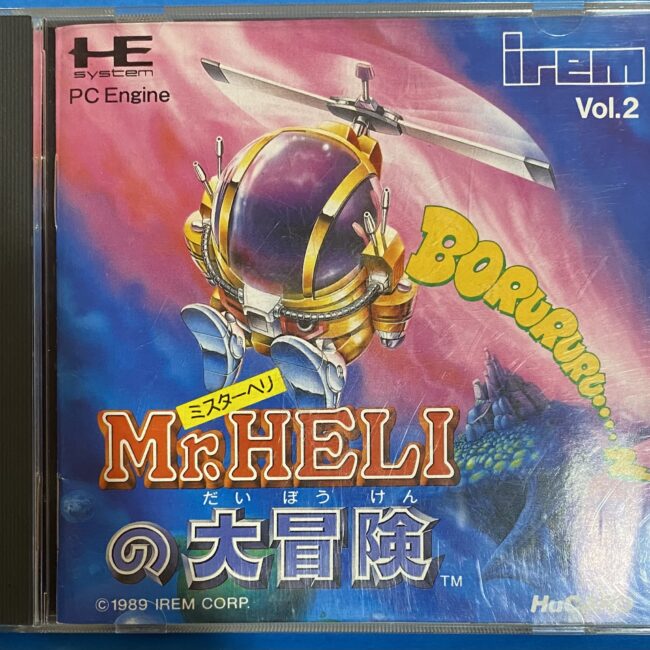 HE
system
PC Engine
irem
Vol.2
BORURURU....
ミスターヘリ
Mr. HELI
だいぼうけん
の大冒険
TM
©1989 IREM CORP.
HuCARD